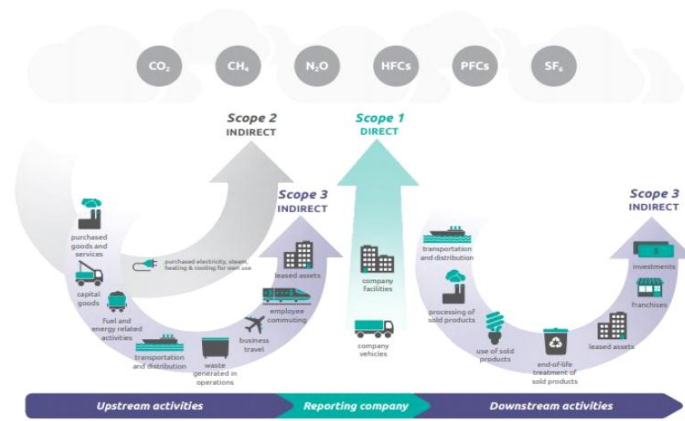 CO₂
CH₄
N₂O
HFCs
PFCs
SF₆
Scope 2
INDIRECT
Scope 1
DIRECT
Scope 3
INDIRECT
Scope 3
INDIRECT
purchased
goods and
services
capital
goods
fuel and
energy related
activities
transportation
and distribution
waste
generated in
operations
business
travel
employee
commuting
leased assets
purchased electricity, steam,
heating & cooling for own use
company
facilities
company
vehicles
transportation
and distribution
processing of
sold products
use of sold
products
end-of-life
treatment of
sold products
leased assets
franchises
investments
Upstream activities
Reporting company
Downstream activities